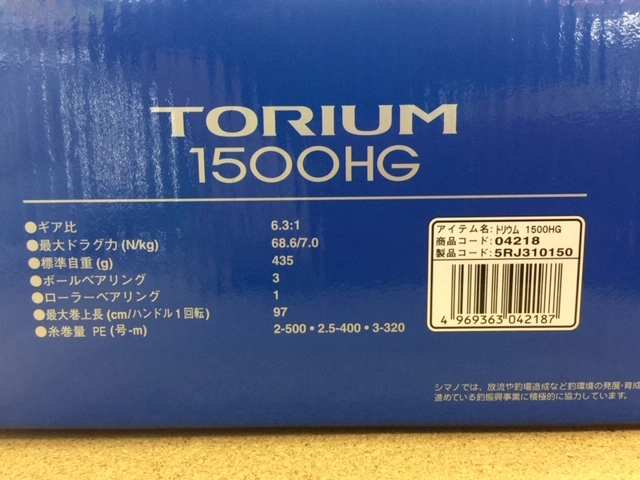 TORIUM
1500HG
●ギア比 6.3:1
●最大ドラグ力(N/kg) 68.6/7.0
●標準自重(g) 435
●ボールベアリング 3
●ローラーベアリング 1
●最大巻上長(cm/ハンドル1回転) 97
●糸巻量 PE(号-m) 2-500・2.5-400・3-320
アイテム名:トリウム 1500HG
商品コード:04218
製品コード:5RJ310150
4 969363 042187
シマノでは、放流や釣場造成など釣環境の発展・育成
進めている釣振興事業に積極的に協力しています。